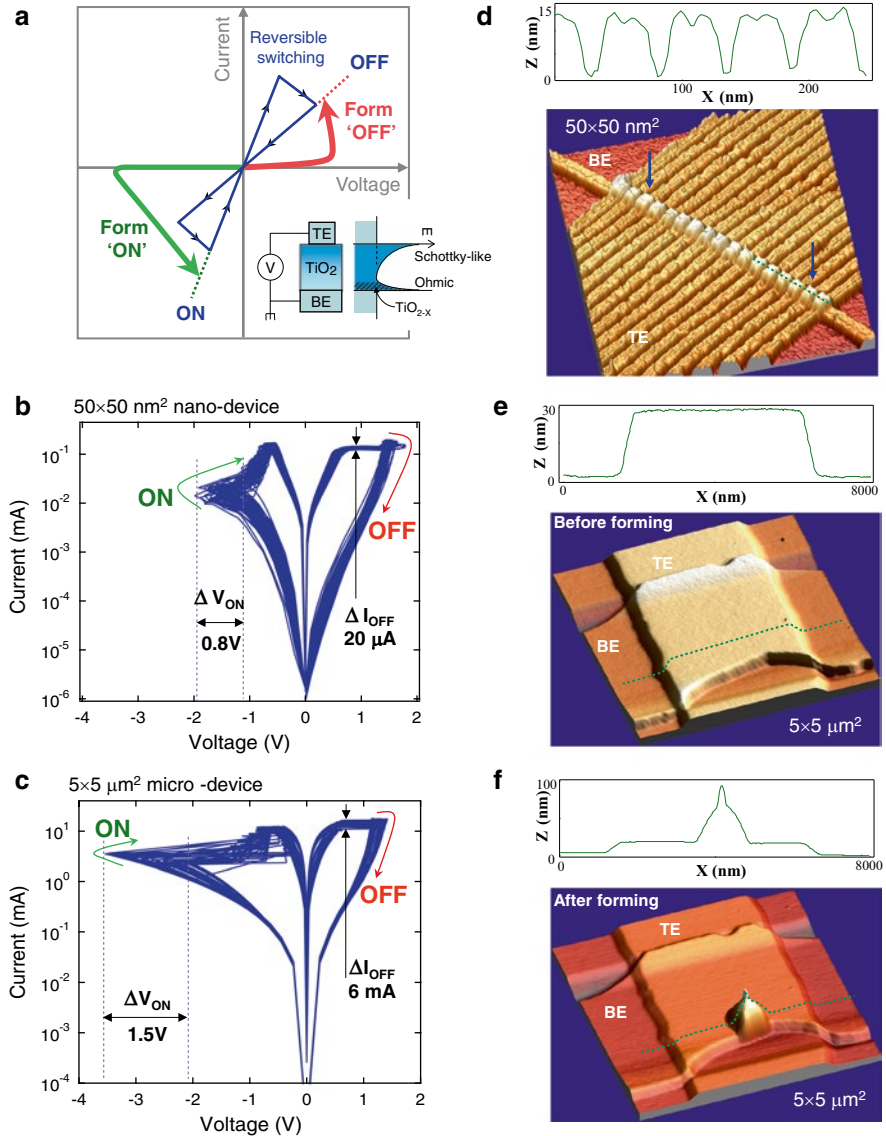 a
Current
Reversible
switching
OFF
Form
'OFF'
Voltage
Form
'ON'
ON
V
TE
TiO₂
BE
E
Schottky-like
Ohmic
TiO₂₋ₓ
b
50×50 nm² nano-device
Current (mA)
10⁻¹
10⁻²
10⁻³
10⁻⁴
10⁻⁵
10⁻⁶
ON
OFF
Δ V_ON
0.8V
Δ I_OFF
20 µA
-4 -3 -2 -1 0 1 2
Voltage (V)
c
5×5 µm² micro -device
Current (mA)
10¹
10⁰
10⁻¹
10⁻²
10⁻³
10⁻⁴
ON
OFF
ΔV_ON
1.5V
ΔI_OFF
6 mA
-4 -3 -2 -1 0 1 2
Voltage (V)
d
Z (nm)
15
0
100 200
X (nm)
50×50 nm²
BE
TE
e
Z (nm)
30
0
0 8000
X (nm)
Before forming
TE
BE
5×5 µm²
f
Z (nm)
100
0
0 8000
X (nm)
After forming
TE
BE
5×5 µm²